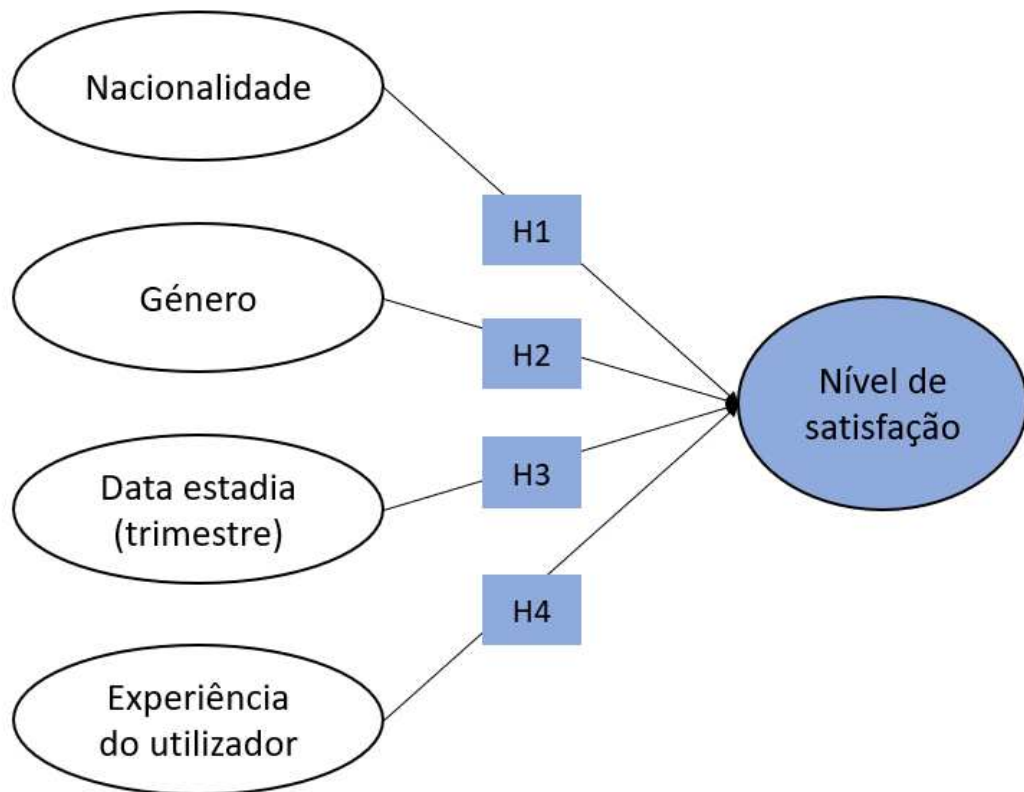 Nacionalidade
H1
Género
H2
Nível de
satisfação
H3
Data estadia
(trimestre)
H4
Experiência
do utilizador